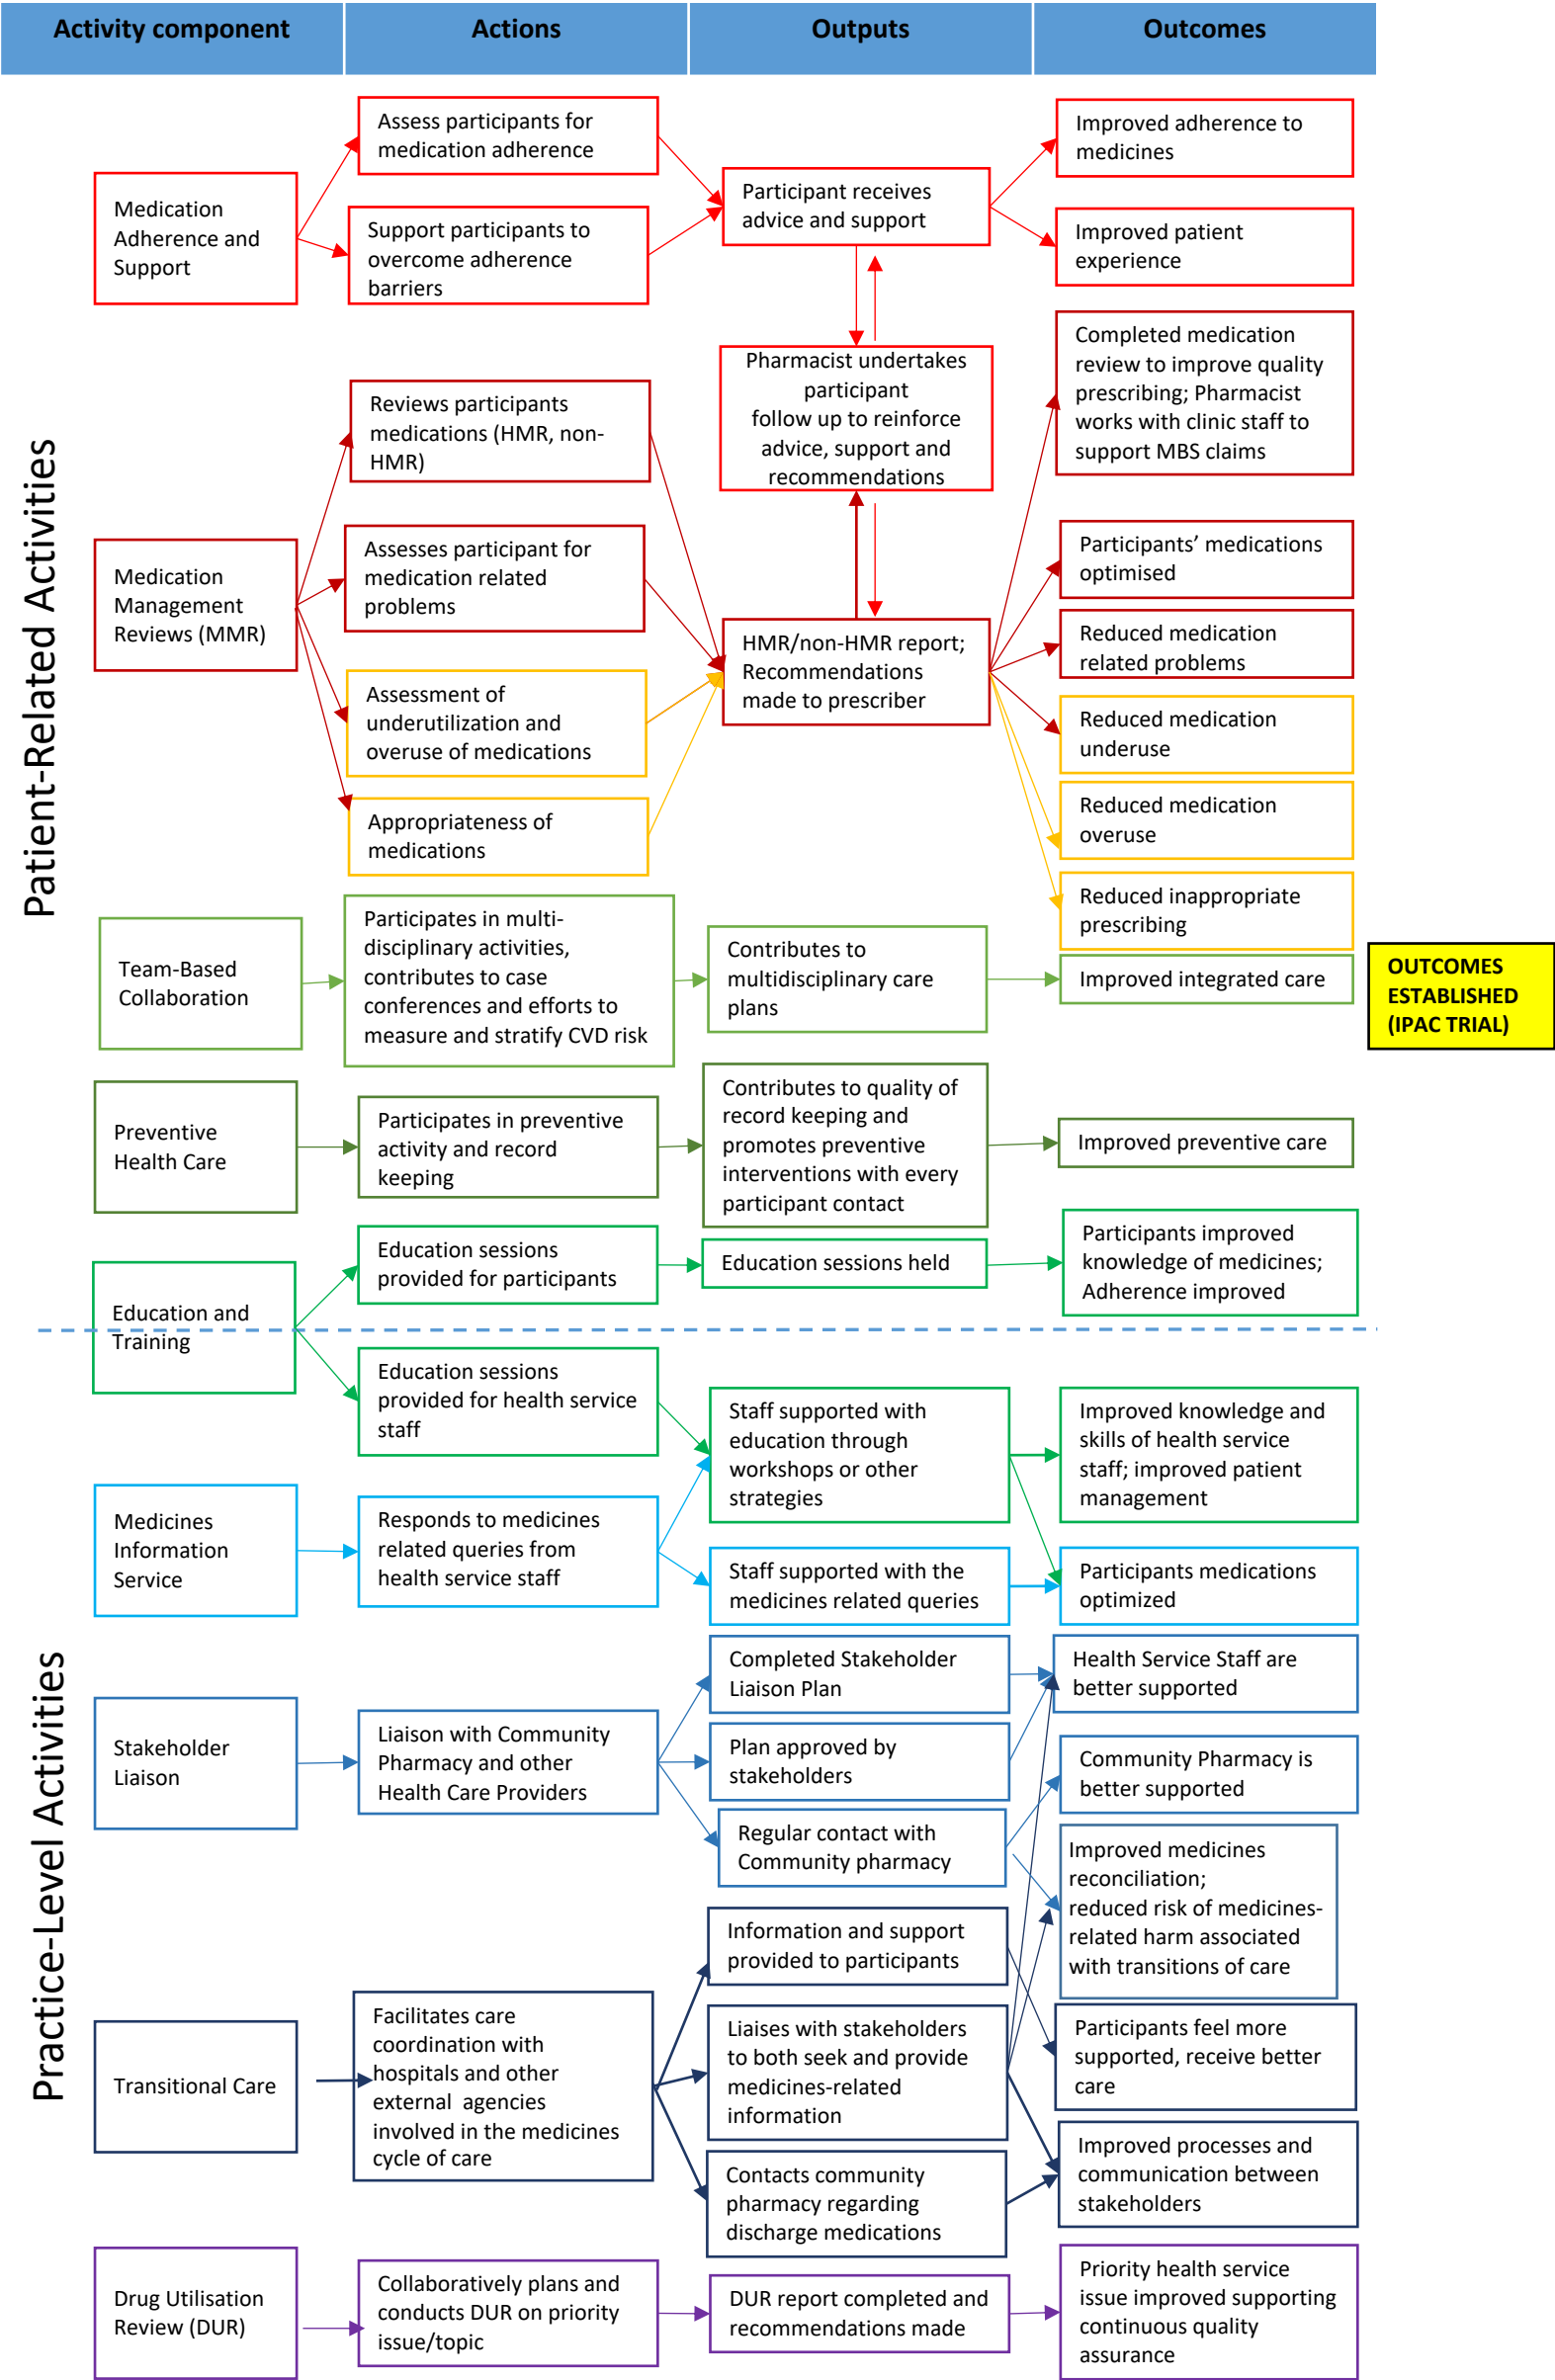 Activity component
Actions
Outputs
Outcomes
Patient-Related Activities
Medication
Adherence and
Support
Assess participants for
medication adherence
Support participants to
overcome adherence
barriers
Participant receives
advice and support
Improved adherence to
medicines
Improved patient
experience
Pharmacist undertakes
participant
follow up to reinforce
advice, support and
recommendations
Medication
Management
Reviews (MMR)
Reviews participants
medications (HMR, non-
HMR)
Assesses participant for
medication related
problems
Assessment of
underutilization and
overuse of medications
Appropriateness of
medications
HMR/non-HMR report;
Recommendations
made to prescriber
Completed medication
review to improve quality
prescribing; Pharmacist
works with clinic staff to
support MBS claims
Participants’ medications
optimised
Reduced medication
related problems
Reduced medication
underuse
Reduced medication
overuse
Reduced inappropriate
prescribing
Team-Based
Collaboration
Participates in multi-
disciplinary activities,
contributes to case
conferences and efforts to
measure and stratify CVD risk
Contributes to
multidisciplinary care
plans
Improved integrated care
OUTCOMES
ESTABLISHED
(IPAC TRIAL)
Preventive
Health Care
Participates in preventive
activity and record
keeping
Contributes to quality of
record keeping and
promotes preventive
interventions with every
participant contact
Improved preventive care
Education and
Training
Education sessions
provided for participants
Education sessions held
Participants improved
knowledge of medicines;
Adherence improved
Practice-Level Activities
Education sessions
provided for health service
staff
Staff supported with
education through
workshops or other
strategies
Improved knowledge and
skills of health service
staff; improved patient
management
Medicines
Information
Service
Responds to medicines
related queries from
health service staff
Staff supported with the
medicines related queries
Participants medications
optimized
Stakeholder
Liaison
Liaison with Community
Pharmacy and other
Health Care Providers
Completed Stakeholder
Liaison Plan
Plan approved by
stakeholders
Regular contact with
Community pharmacy
Health Service Staff are
better supported
Community Pharmacy is
better supported
Improved medicines
reconciliation;
reduced risk of medicines-
related harm associated
with transitions of care
Transitional Care
Facilitates care
coordination with
hospitals and other
external agencies
involved in the medicines
cycle of care
Information and support
provided to participants
Liaises with stakeholders
to both seek and provide
medicines-related
information
Contacts community
pharmacy regarding
discharge medications
Participants feel more
supported, receive better
care
Improved processes and
communication between
stakeholders
Drug Utilisation
Review (DUR)
Collaboratively plans and
conducts DUR on priority
issue/topic
DUR report completed and
recommendations made
Priority health service
issue improved supporting
continuous quality
assurance